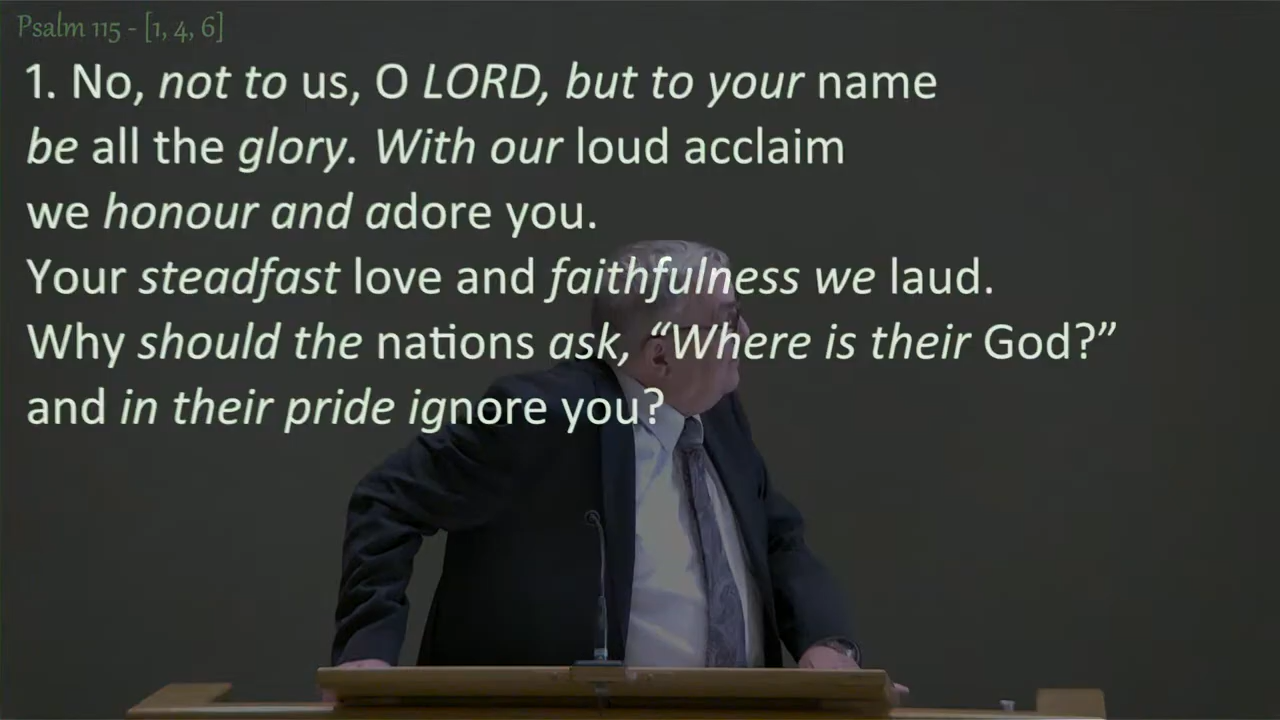 Psalm 115 - [1, 4, 6]
1. No, not to us, O LORD, but to your name
be all the glory. With our loud acclaim
we honour and adore you.
Your steadfast love and faithfulness we laud.
Why should the nations ask, “Where is their God?”
and in their pride ignore you?